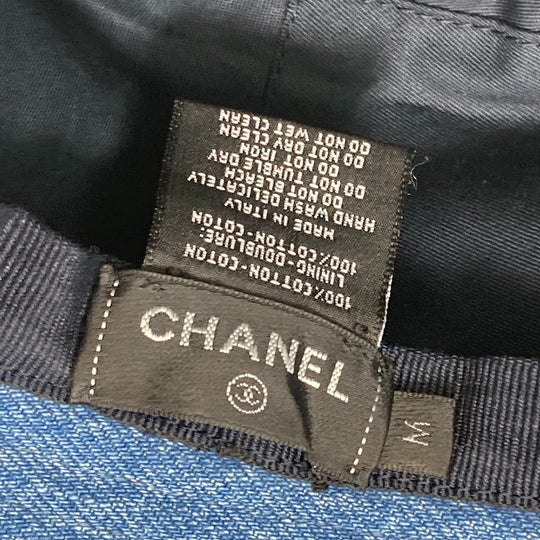 100% COTTON-COTON
LINING-DOUBLURE:
100% COTTON-COTON
MADE IN ITALY
HAND WASH DELICATELY
DO NOT BLEACH
DO NOT TUMBLE DRY
DO NOT IRON
DO NOT DRY CLEAN
DO NOT WET CLEAN
CHANEL
M